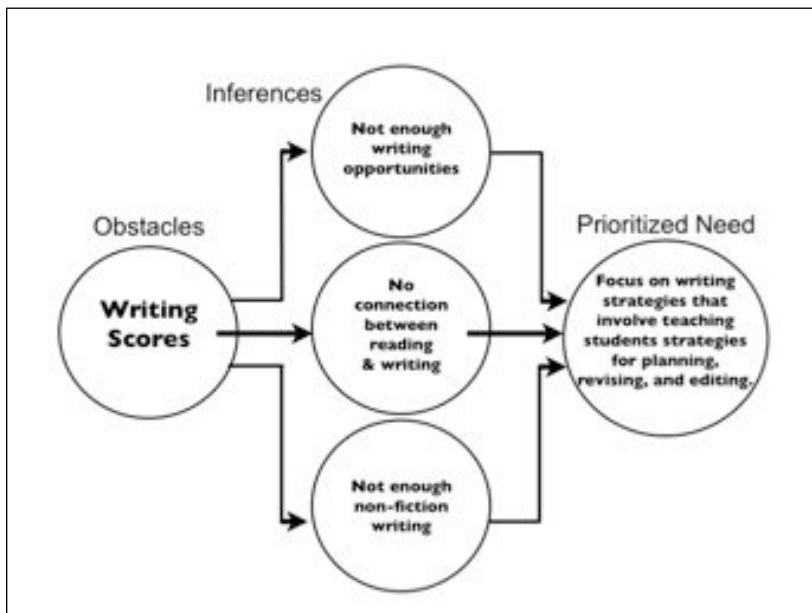 Inferences
Not enough
writing
opportunities
Obstacles
Writing
Scores
No
connection
between
reading
& writing
Prioritized Need
Focus on writing
strategies that
involve teaching
students strategies
for planning,
revising, and editing.
Not enough
non-fiction
writing